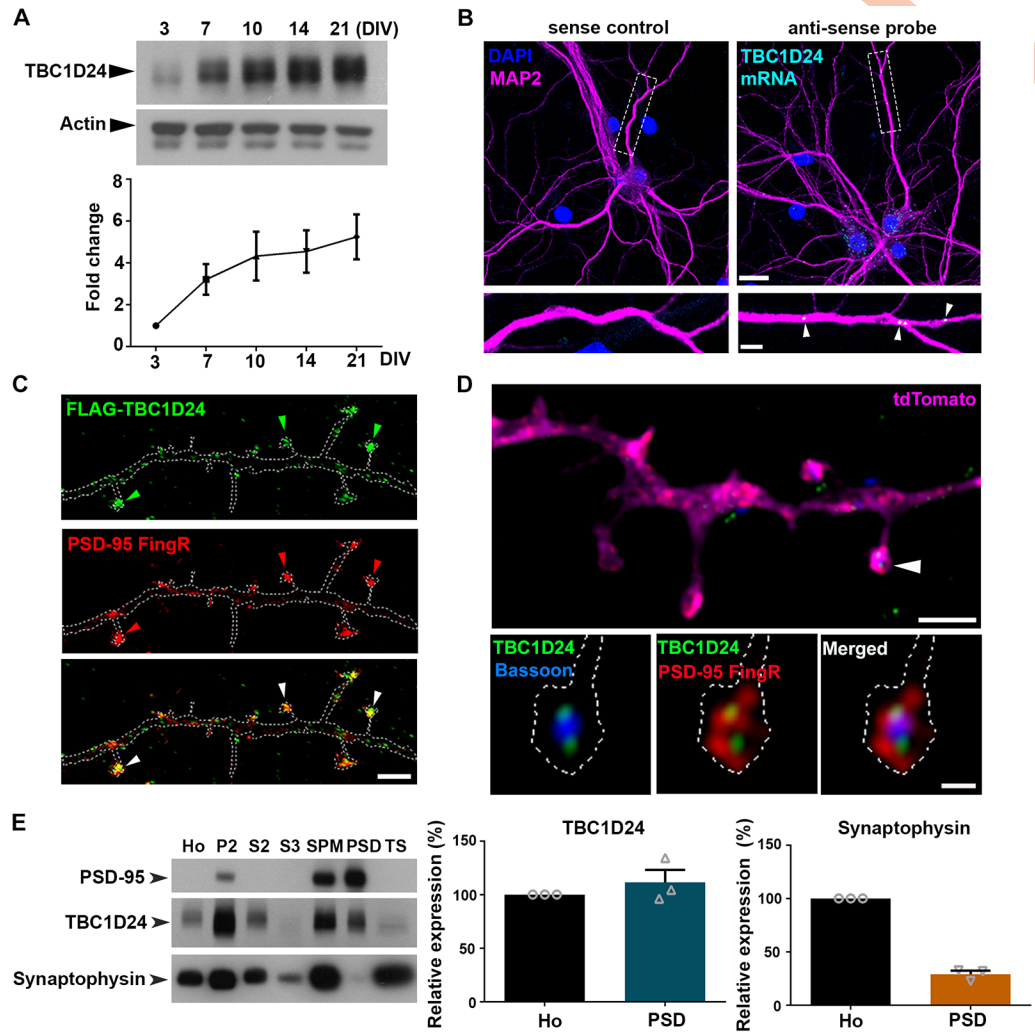 A
3 7 10 14 21 (DIV)
TBC1D24
Actin
Fold change
8
6
4
2
0
3 7 10 14 21 DIV
B
sense control anti-sense probe
DAPI
MAP2
TBC1D24
mRNA
C
FLAG-TBC1D24
PSD-95 FingR
D
tdTomato
TBC1D24
Bassoon
TBC1D24
PSD-95 FingR
Merged
E
Ho P2 S2 S3 SPM PSD TS
PSD-95
TBC1D24
Synaptophysin
TBC1D24
Relative expression (%)
150
100
50
0
Ho PSD
Synaptophysin
Relative expression (%)
150
100
50
0
Ho PSD